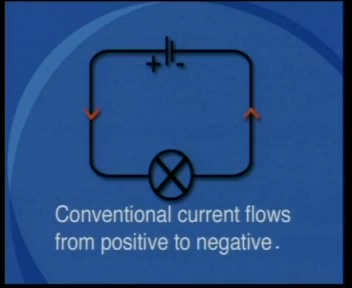 + -
Conventional current flows
from positive to negative.